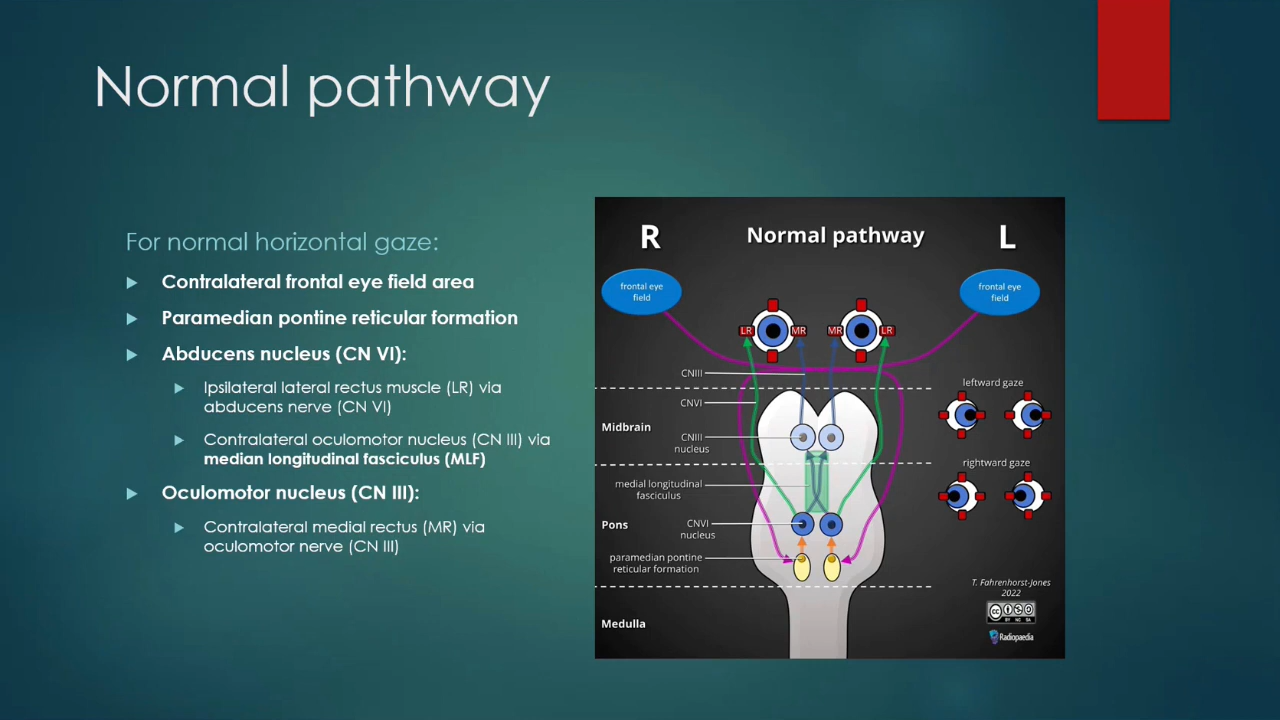 Normal pathway
For normal horizontal gaze:
Contralateral frontal eye field area
Paramedian pontine reticular formation
Abducens nucleus (CN VI):
Ipsilateral lateral rectus muscle (LR) via
abducens nerve (CN VI)
Contralateral oculomotor nucleus (CN III) via
median longitudinal fasciculus (MLF)
Oculomotor nucleus (CN III):
Contralateral medial rectus (MR) via
oculomotor nerve (CN III)
R
Normal pathway
L
frontal eye
field
frontal eye
field
LR
MR
MR
LR
CNIII
CNVI
leftward gaze
Midbrain
CNIII
nucleus
rightward gaze
medial longitudinal
fasciculus
Pons
CNVI
nucleus
paramedian pontine
reticular formation
T. Fahrenhorst-Jones
2022
cc
BY NC SA
Radiopaedia
Medulla